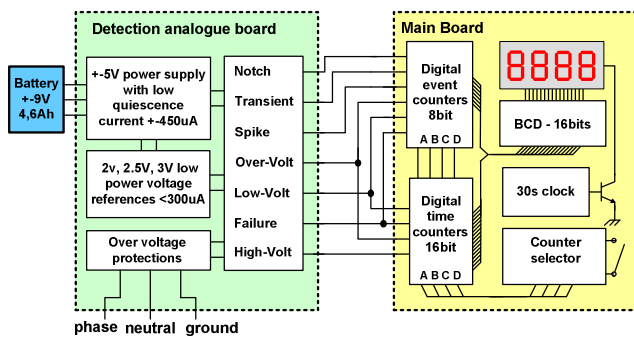 Detection analogue board
Main Board
Battery
+-9V
4,6Ah
+-5V power supply
with low
quiescence
current +-450uA
2v, 2.5V, 3V low
power voltage
references <300uA
Over voltage
protections
Notch
Transient
Spike
Over-Volt
Low-Volt
Failure
High-Volt
phase neutral ground
Digital
event
counters
8bit
A B C D
Digital
time
counters
16bit
A B C D
8888
BCD - 16bits
30s clock
Counter
selector